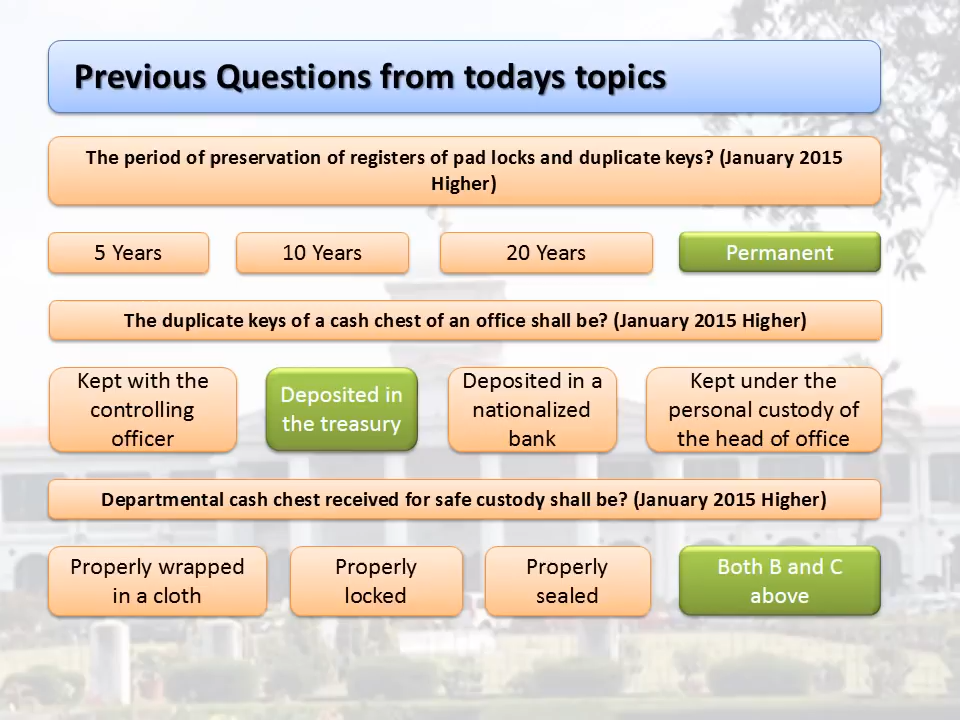 Previous Questions from todays topics
The period of preservation of registers of pad locks and duplicate keys? (January 2015
Higher)
5 Years
10 Years
20 Years
Permanent
The duplicate keys of a cash chest of an office shall be? (January 2015 Higher)
Kept with the
controlling
officer
Deposited in
the treasury
Deposited in a
nationalized
bank
Kept under the
personal custody of
the head of office
Departmental cash chest received for safe custody shall be? (January 2015 Higher)
Properly wrapped
in a cloth
Properly
locked
Properly
sealed
Both B and C
above